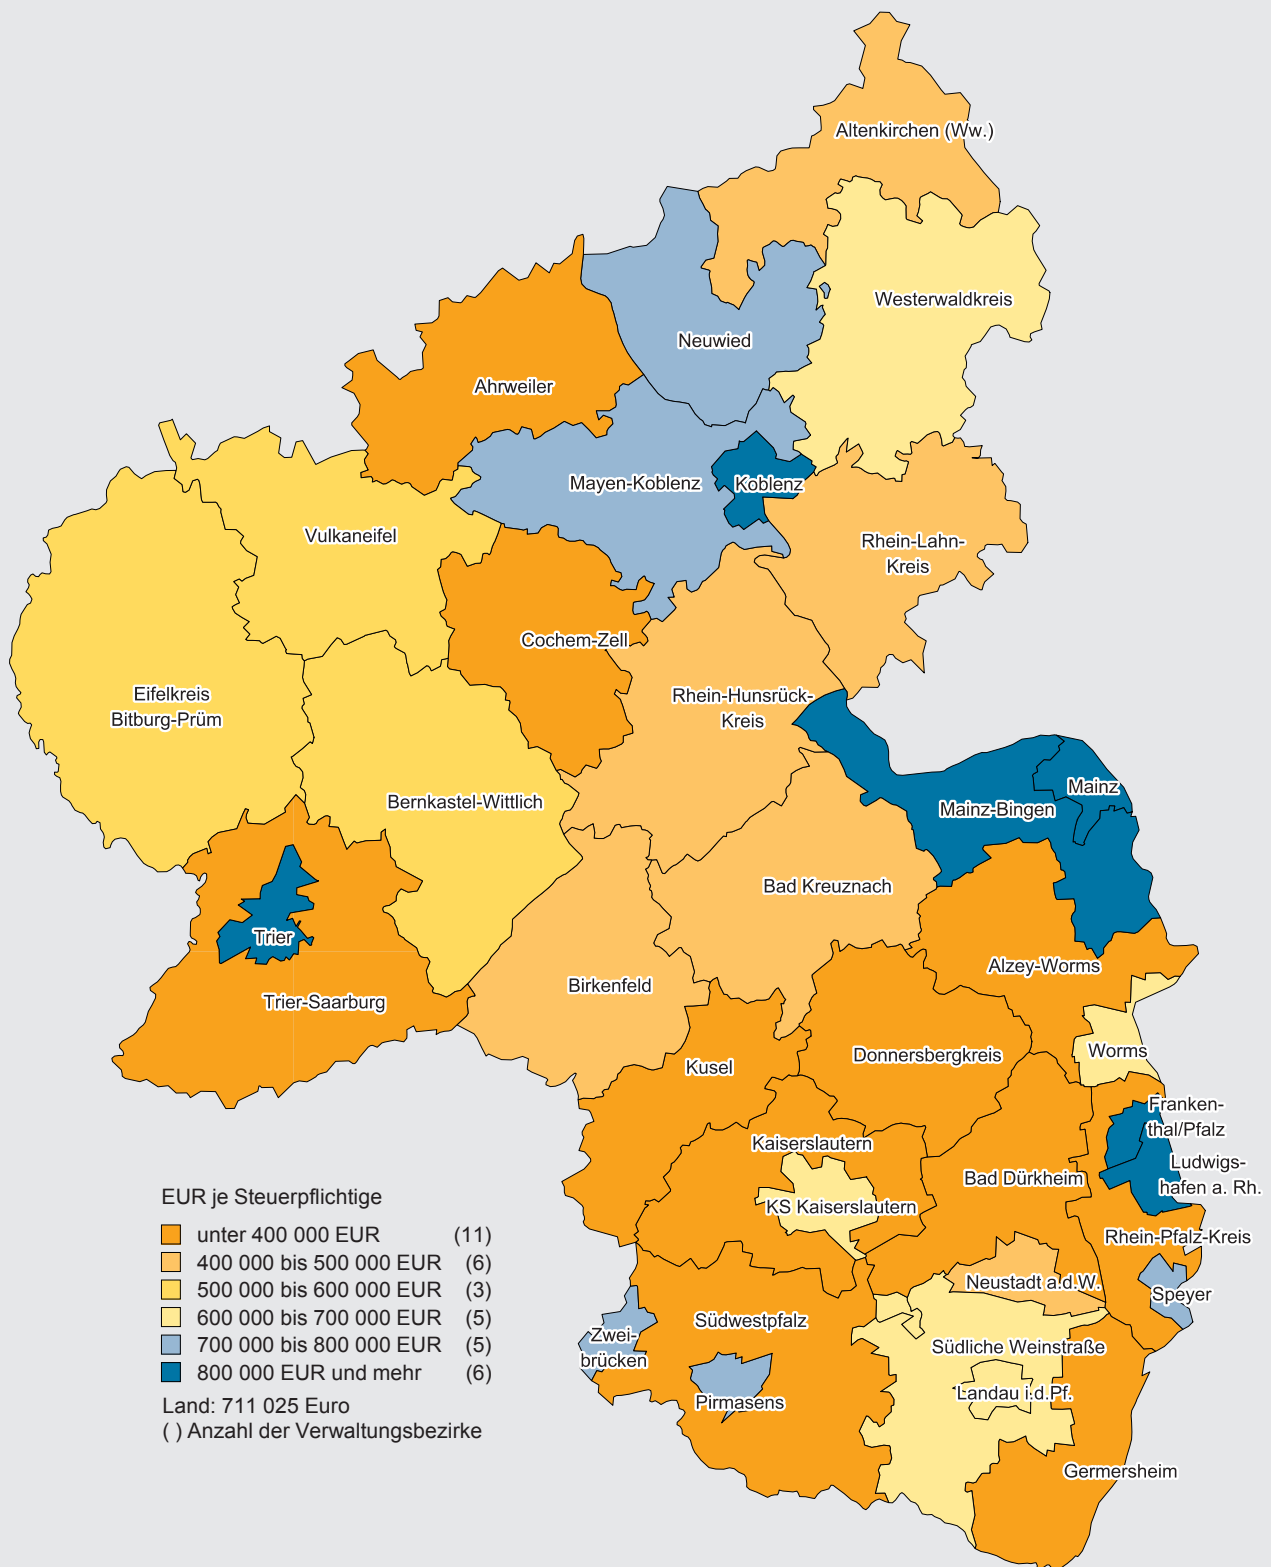 Altenkirchen (Ww.)
Westerwaldkreis
Neuwied
Ahrweiler
Mayen-Koblenz
Koblenz
Vulkaneifel
Rhein-Lahn-
Kreis
Cochem-Zell
Eifelkreis
Bitburg-Prüm
Rhein-Hunsrück-
Kreis
Mainz
Bernkastel-Wittlich
Mainz-Bingen
Bad Kreuznach
Trier
Alzey-Worms
Birkenfeld
Trier-Saarburg
Worms
Donnersbergkreis
Kusel
Franken-
thal/Pfalz
Kaiserslautern
Ludwigs-
hafen a. Rh.
Bad Dürkheim
KS Kaiserslautern
Rhein-Pfalz-Kreis
Neustadt a.d.W.
Speyer
Südwestpfalz
Zwei-
brücken
Südliche Weinstraße
Landau i.d.Pf.
Pirmasens
Germersheim
EUR je Steuerpflichtige
unter 400 000 EUR (11)
400 000 bis 500 000 EUR (6)
500 000 bis 600 000 EUR (3)
600 000 bis 700 000 EUR (5)
700 000 bis 800 000 EUR (5)
800 000 EUR und mehr (6)
Land: 711 025 Euro
( ) Anzahl der Verwaltungsbezirke